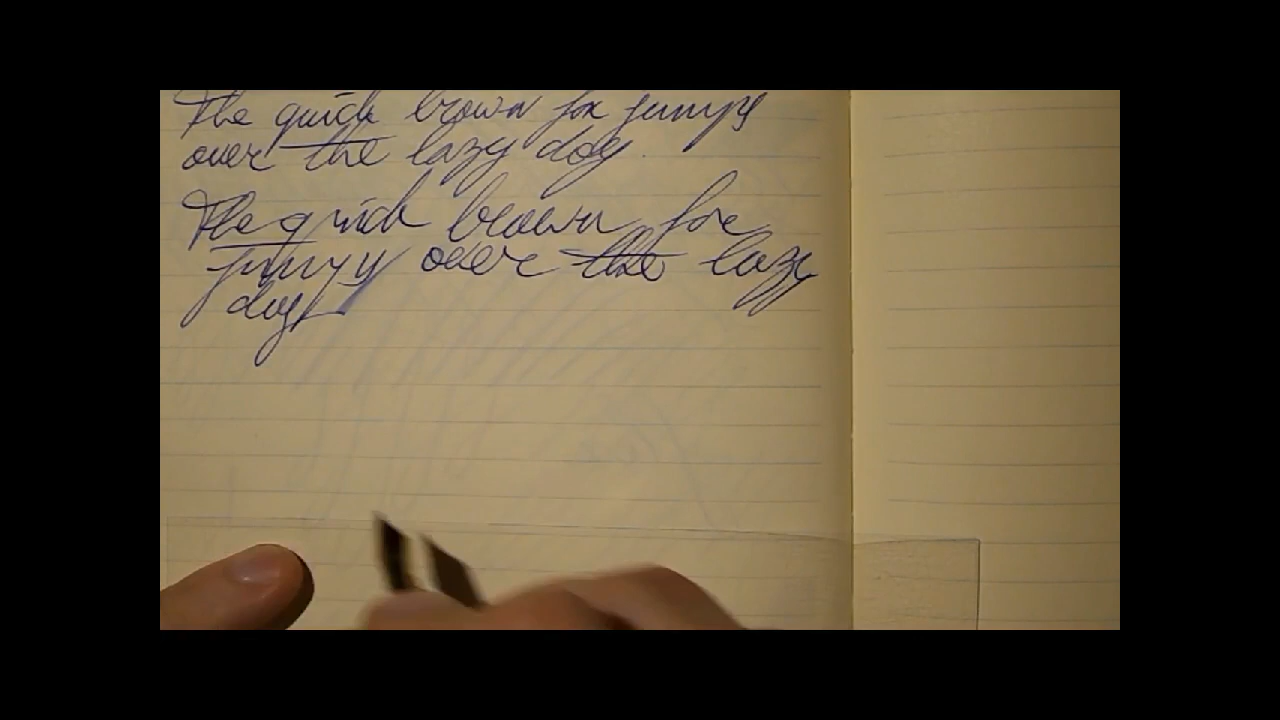 The quick brown fox jumps
over the lazy dog.
The quick brown fox
jumps over the lazy
dog